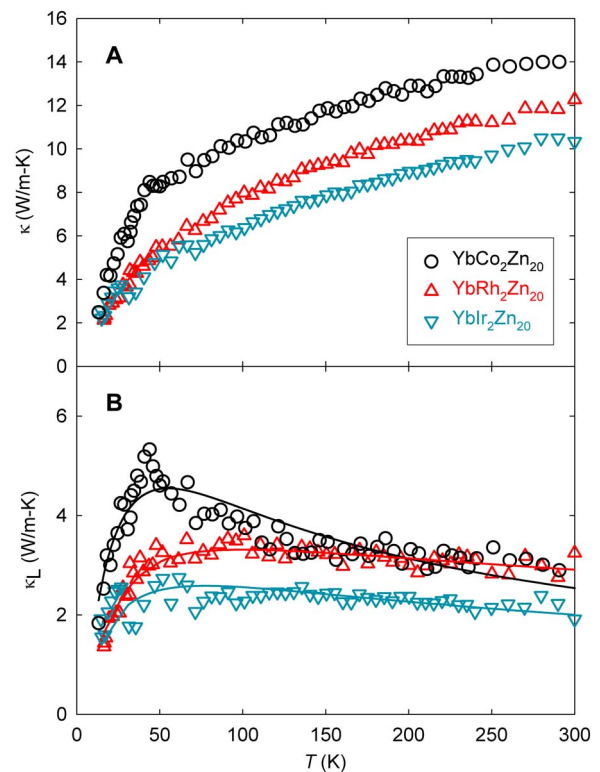 16
14
12
10
8
6
4
2
0
κ (W/m-K)
A
YbCo₂Zn₂₀
YbRh₂Zn₂₀
YbIr₂Zn₂₀
6
4
2
0
κL (W/m-K)
B
0
50
100
150
200
250
300
T (K)